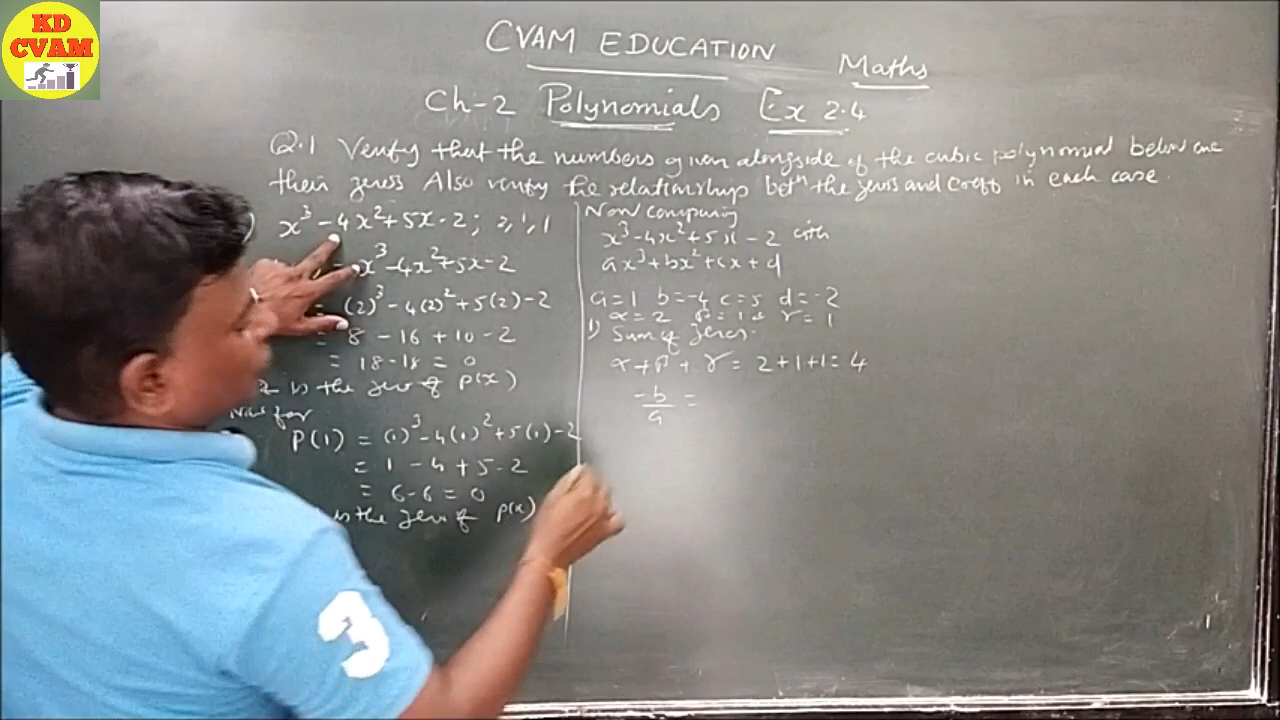 KD
CVAM
CVAM EDUCATION
Maths
Ch-2 Polynomials Ex 2.4
Q.1 Verify that the numbers given alongside of the cubic polynomial below are
their zeros Also verify the relationship betn the zeros and coeff in each case.
) x³ - 4x² + 5x - 2 ; 2, 1, 1
x³ - 4x² + 5x - 2
= (2)³ - 4(2)² + 5(2) - 2
= 8 - 16 + 10 - 2
= 18 - 18 = 0
2 is the zero of p(x)
Now for
P(1) = (1)³ - 4(1)² + 5(1) - 2
= 1 - 4 + 5 - 2
= 6 - 6 = 0
is the zero of p(x)
Now comparing
x³ - 4x² + 5x - 2 with
ax³ + bx² + cx + d
a = 1 b = -4 c = 5 d = -2
α = 2 β = 1 & γ = 1
1) Sum of zeros
α + β + γ = 2 + 1 + 1 = 4
-b/a =
3